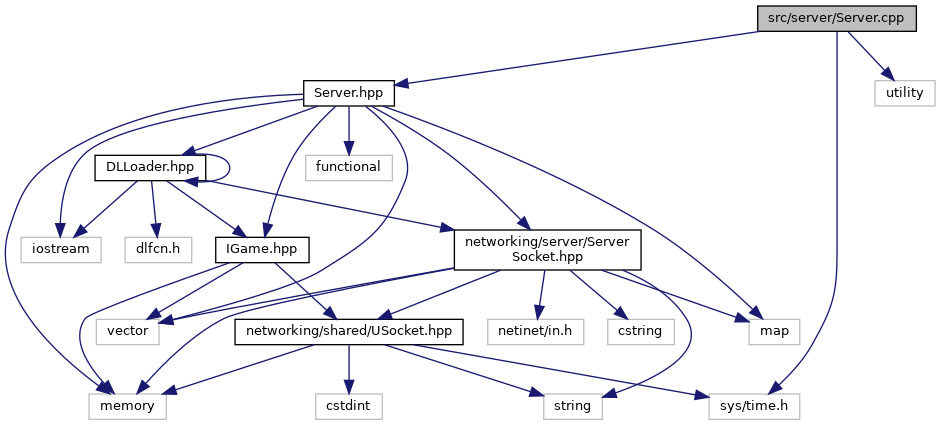 src/server/Server.cpp
Server.hpp
utility
DLLoader.hpp
functional
iostream
dlfcn.h
IGame.hpp
networking/server/Server
Socket.hpp
vector
networking/shared/USocket.hpp
netinet/in.h
cstring
map
memory
cstdint
string
sys/time.h